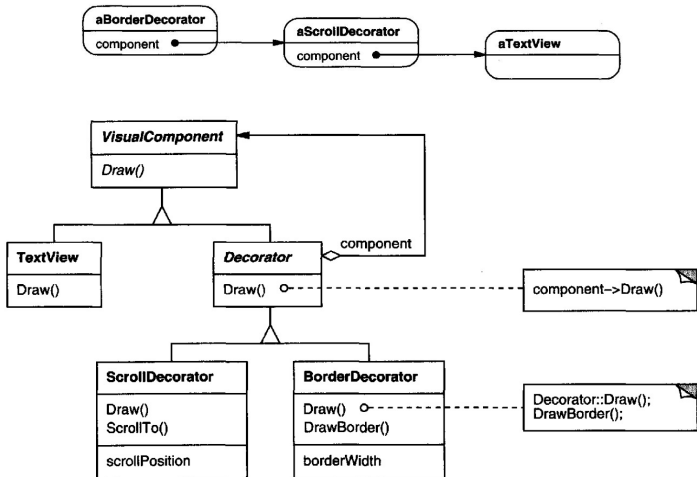 aBorderDecorator
component
aScrollDecorator
component
aTextView
VisualComponent
Draw()
component
TextView
Draw()
Decorator
Draw()
component–>Draw()
ScrollDecorator
Draw()
ScrollTo()
scrollPosition
BorderDecorator
Draw()
DrawBorder()
borderWidth
Decorator::Draw();
DrawBorder();